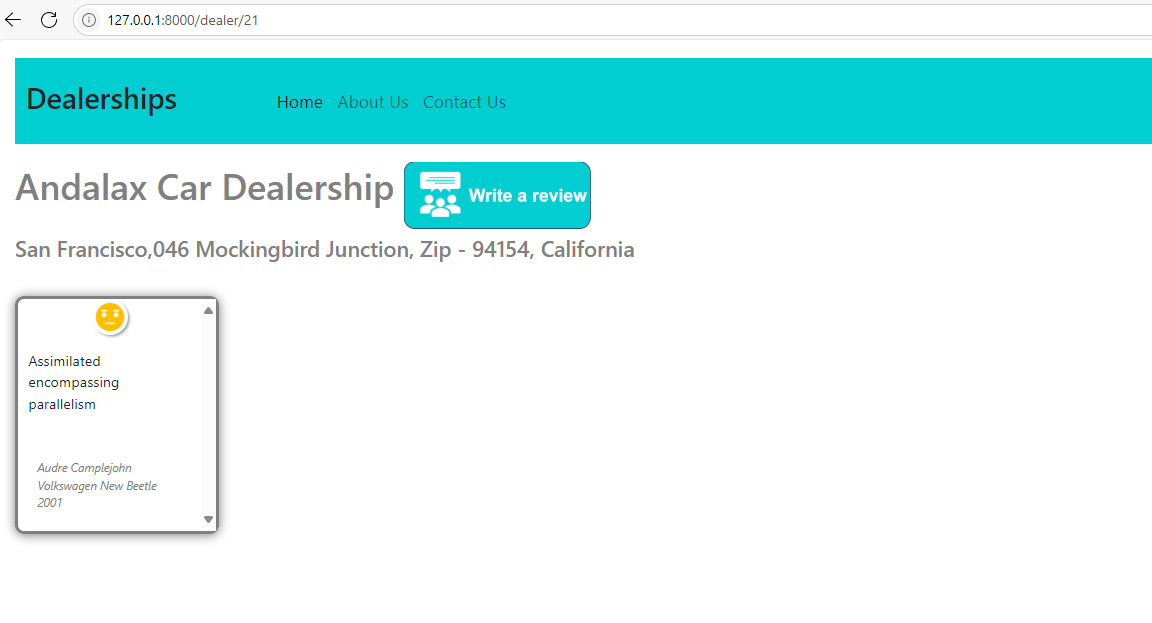 127.0.0.1:8000/dealer/21
Dealerships Home About Us Contact Us
Andalax Car Dealership Write a review
San Francisco,046 Mockingbird Junction, Zip - 94154, California
Assimilated
encompassing
parallelism
Audre Camplejohn
Volkswagen New Beetle
2001